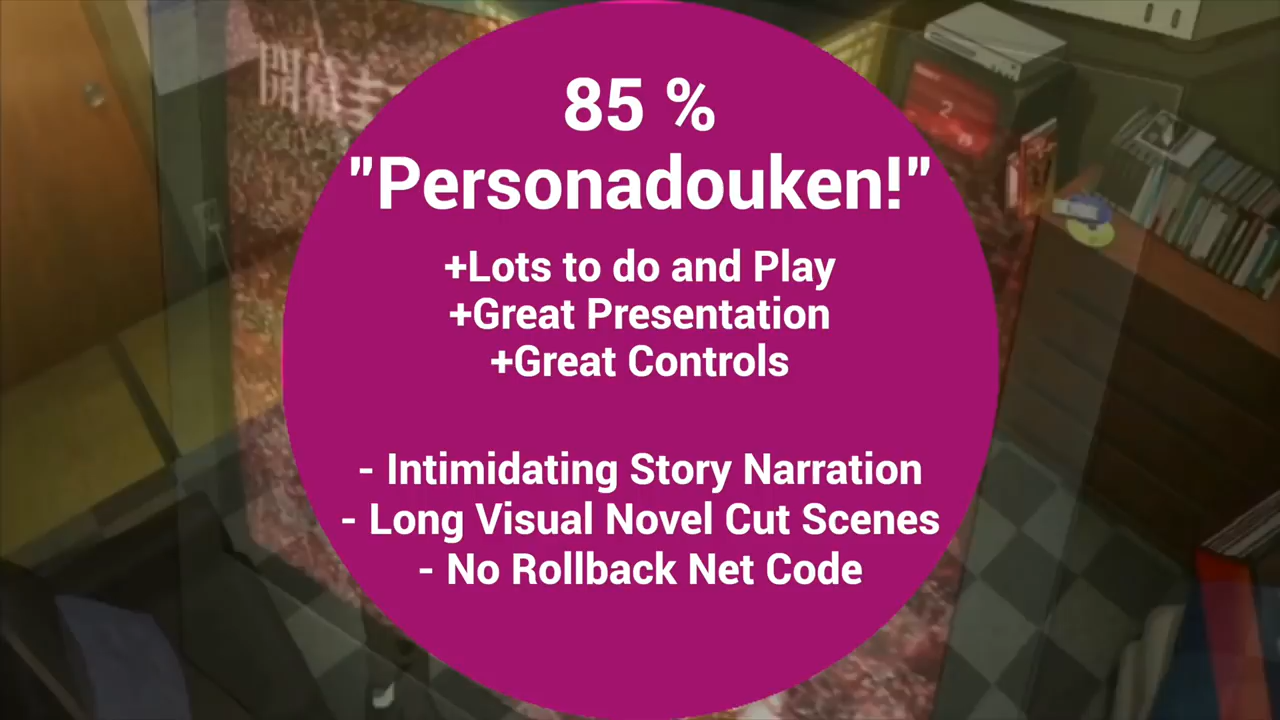 85 %
"Personadouken!"
+Lots to do and Play
+Great Presentation
+Great Controls
- Intimidating Story Narration
- Long Visual Novel Cut Scenes
- No Rollback Net Code